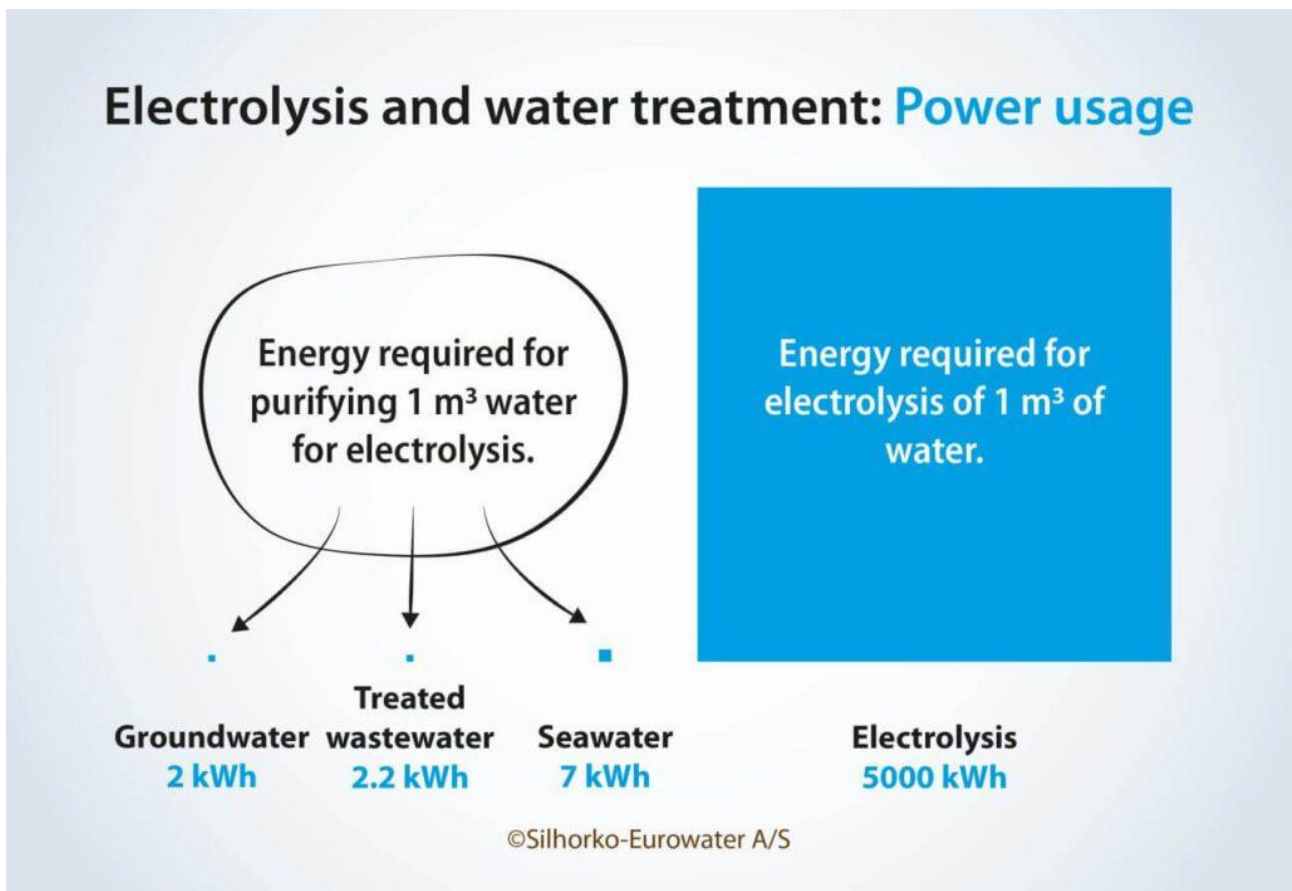 Electrolysis and water treatment: Power usage
Energy required for
purifying 1 m³ water
for electrolysis.
Energy required for
electrolysis of 1 m³ of
water.
Groundwater
2 kWh
Treated
wastewater
2.2 kWh
Seawater
7 kWh
Electrolysis
5000 kWh
©Silhorko-Eurowater A/S